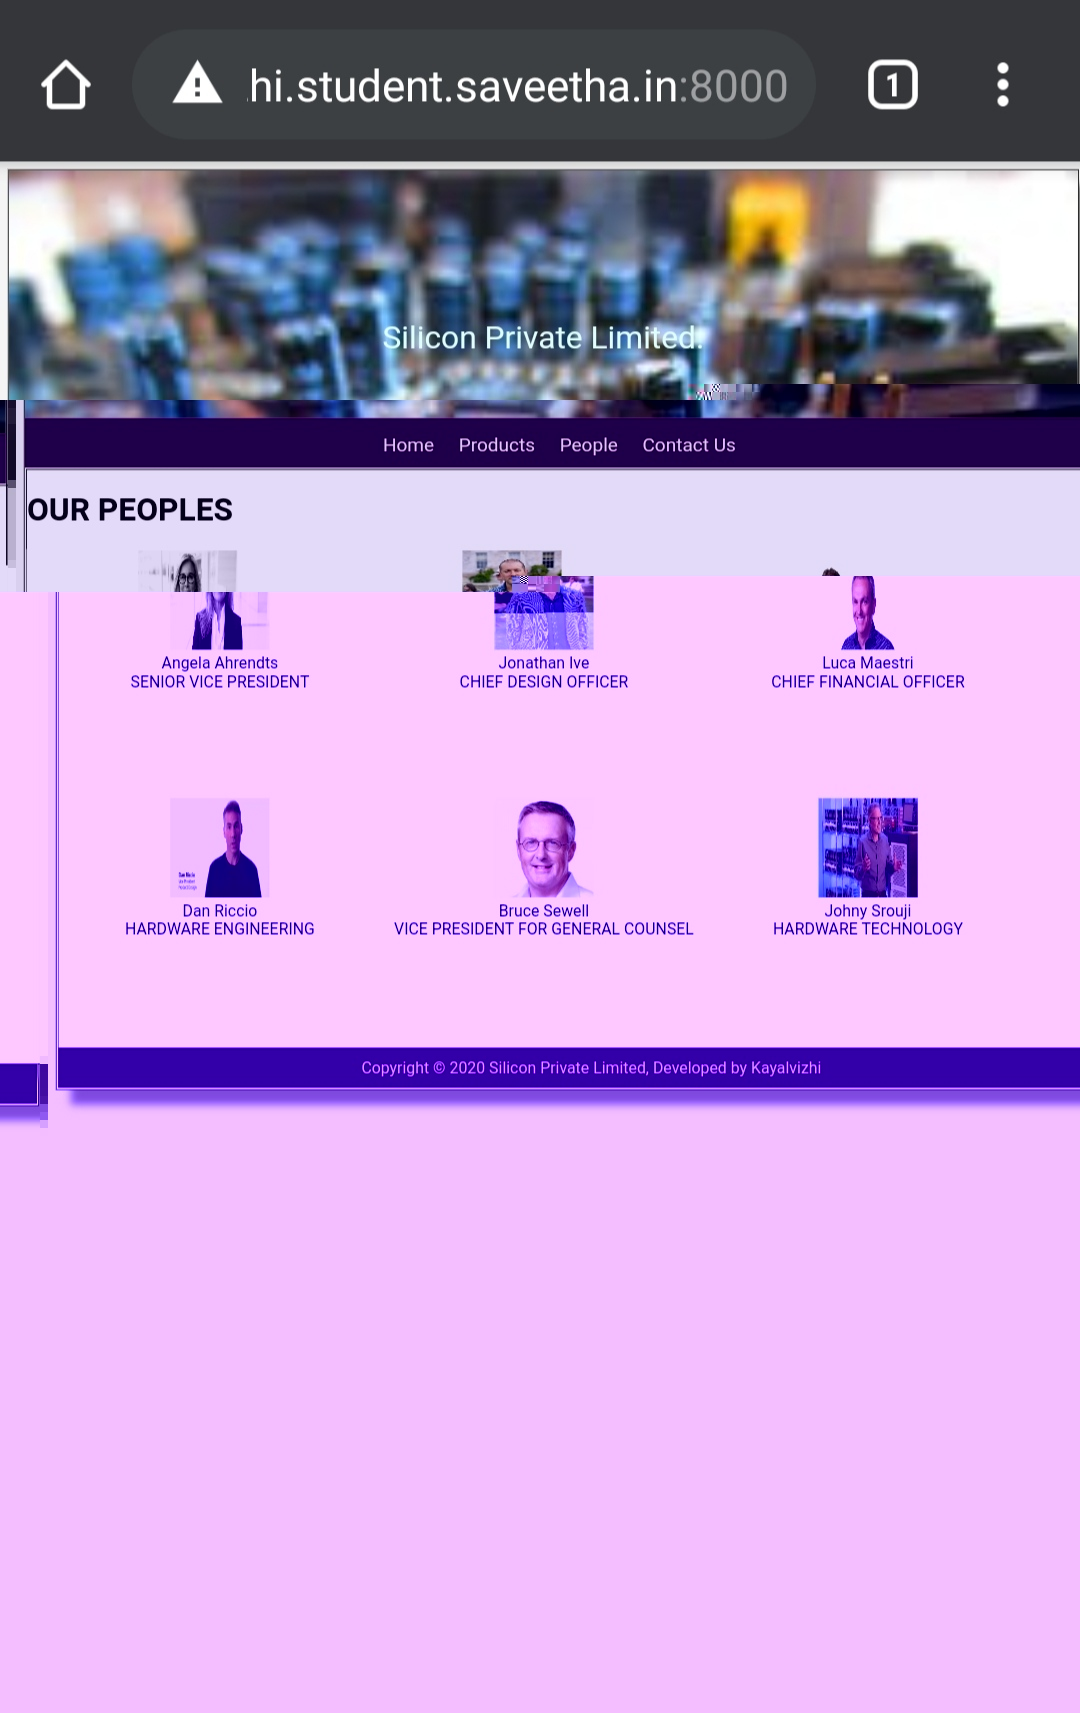 .hi.student.saveetha.in:8000
1
Silicon Private Limited.
Home Products People Contact Us
OUR PEOPLES
Angela Ahrendts
SENIOR VICE PRESIDENT
Jonathan Ive
CHIEF DESIGN OFFICER
Luca Maestri
CHIEF FINANCIAL OFFICER
Dan Riccio
HARDWARE ENGINEERING
Bruce Sewell
VICE PRESIDENT FOR GENERAL COUNSEL
Johny Srouji
HARDWARE TECHNOLOGY
Copyright © 2020 Silicon Private Limited, Developed by Kayalvizhi